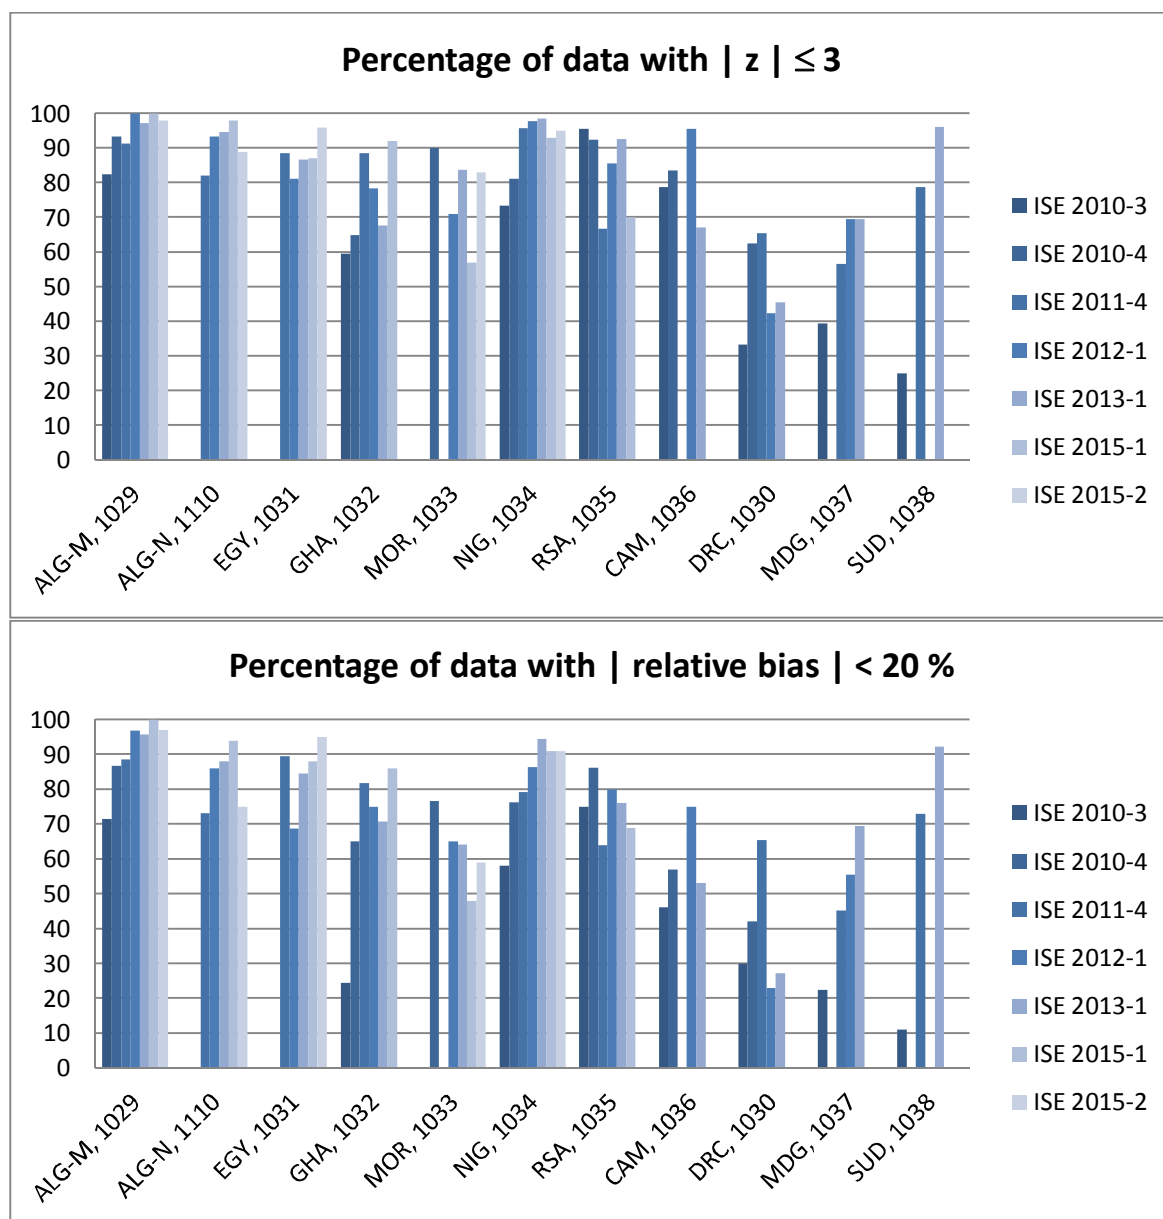 Percentage of data with | z | ≤ 3
100
90
80
70
60
50
40
30
20
10
0
ALG-M, 1029
ALG-N, 1110
EGY, 1031
GHA, 1032
MOR, 1033
NIG, 1034
RSA, 1035
CAM, 1036
DRC, 1030
MDG, 1037
SUD, 1038
ISE 2010-3
ISE 2010-4
ISE 2011-4
ISE 2012-1
ISE 2013-1
ISE 2015-1
ISE 2015-2
Percentage of data with | relative bias | < 20 %
100
90
80
70
60
50
40
30
20
10
0
ALG-M, 1029
ALG-N, 1110
EGY, 1031
GHA, 1032
MOR, 1033
NIG, 1034
RSA, 1035
CAM, 1036
DRC, 1030
MDG, 1037
SUD, 1038
ISE 2010-3
ISE 2010-4
ISE 2011-4
ISE 2012-1
ISE 2013-1
ISE 2015-1
ISE 2015-2